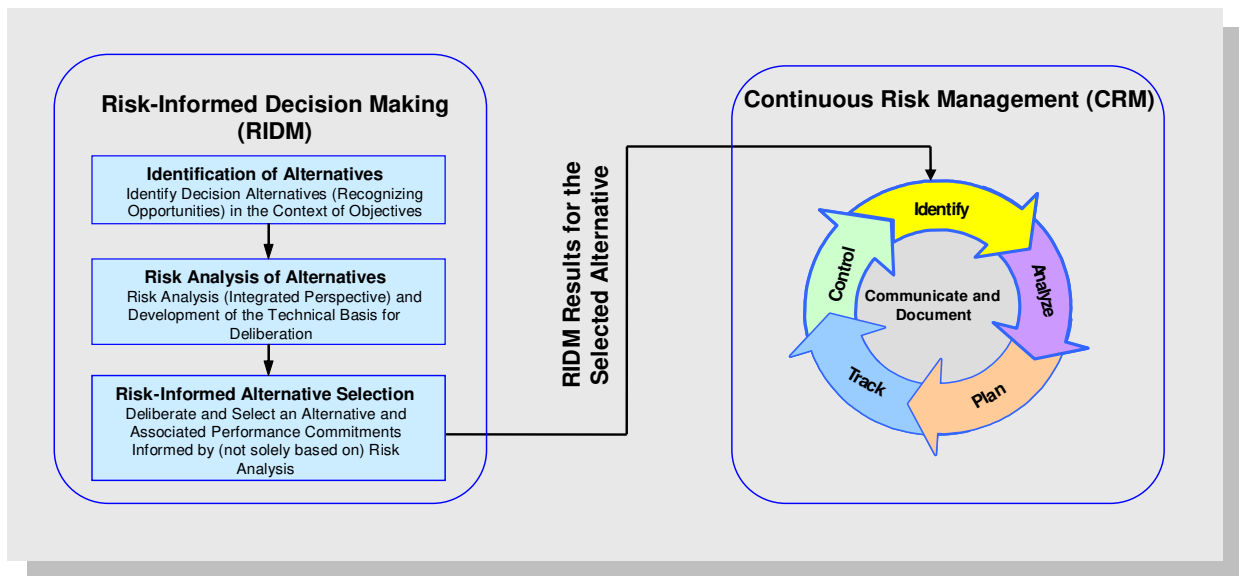 Risk-Informed Decision Making
(RIDM)
Identification of Alternatives
Identify Decision Alternatives (Recognizing
Opportunities) in the Context of Objectives
Risk Analysis of Alternatives
Risk Analysis (Integrated Perspective) and
Development of the Technical Basis for
Deliberation
Risk-Informed Alternative Selection
Deliberate and Select an Alternative and
Associated Performance Commitments
Informed by (not solely based on) Risk
Analysis
RIDM Results for the
Selected Alternative
Continuous Risk Management (CRM)
Identify
Analyze
Plan
Track
Control
Communicate and
Document